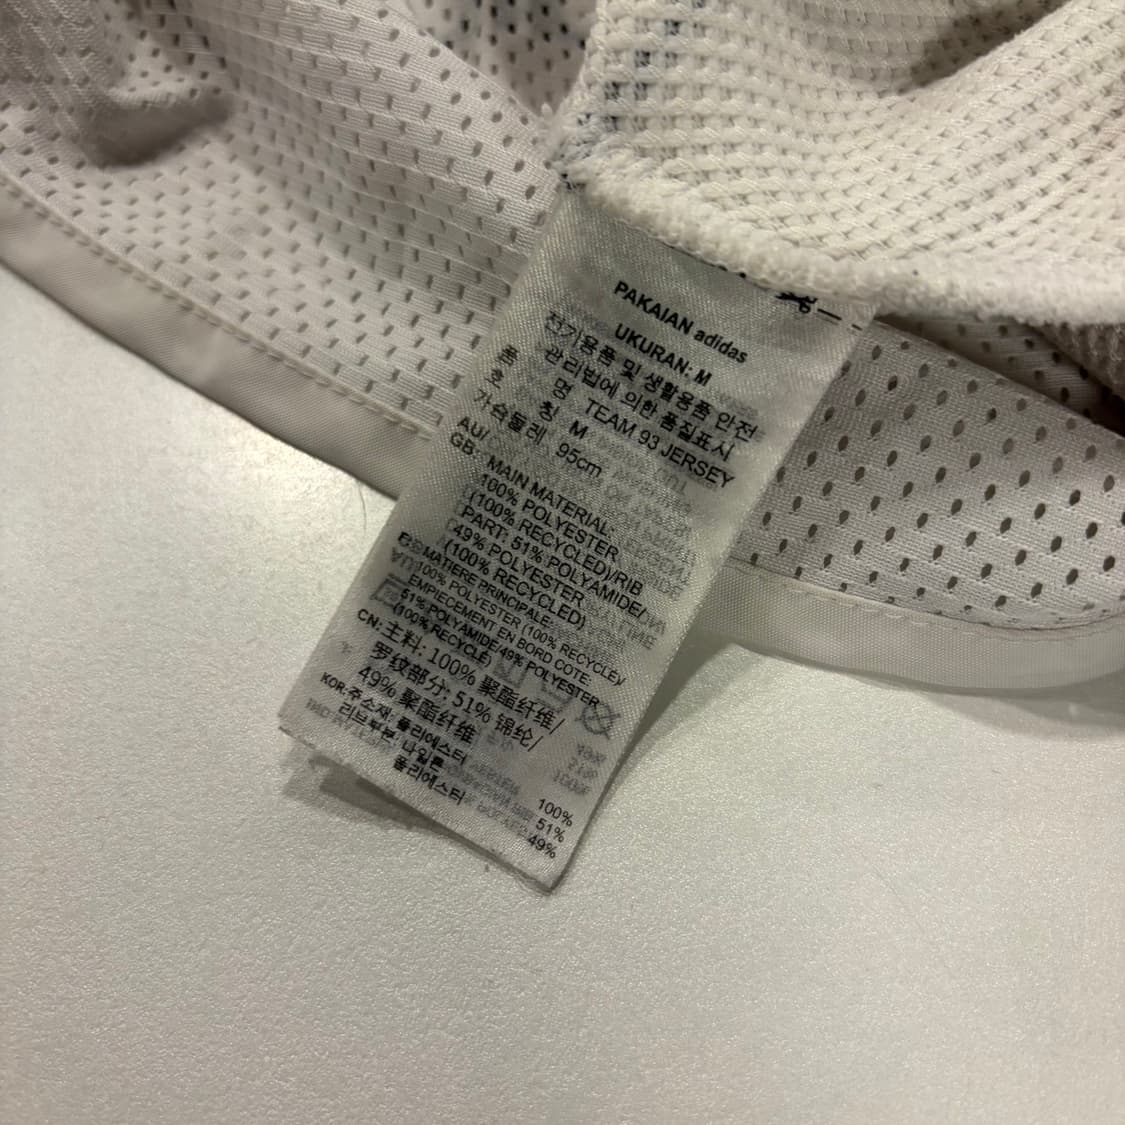 PAKAIAN adidas
UKURAN: M
전기용품 및 생활용품 안전
관리법에 의한 품질표시
품 명 TEAM 93 JERSEY
호 칭 M
가슴둘레 95cm
AU/
GB: MAIN MATERIAL:
100% POLYESTER
(100% RECYCLED)/RIB
PART: 51% POLYAMIDE/
49% POLYESTER
(100% RECYCLED)
MATIERE PRINCIPALE:
100% POLYESTER (100% RECYCLE)/
EMPIECEMENT EN BORD COTE:
51% POLYAMIDE/49% POLYESTER
(100% RECYCLÉ)
CN: 主料: 100% 聚酯纤维/
罗纹部分: 51% 锦纶/
49% 聚酯纤维
KOR: 주소재: 폴리에스터 100%
리브부분: 나일론 51%
폴리에스터 49%